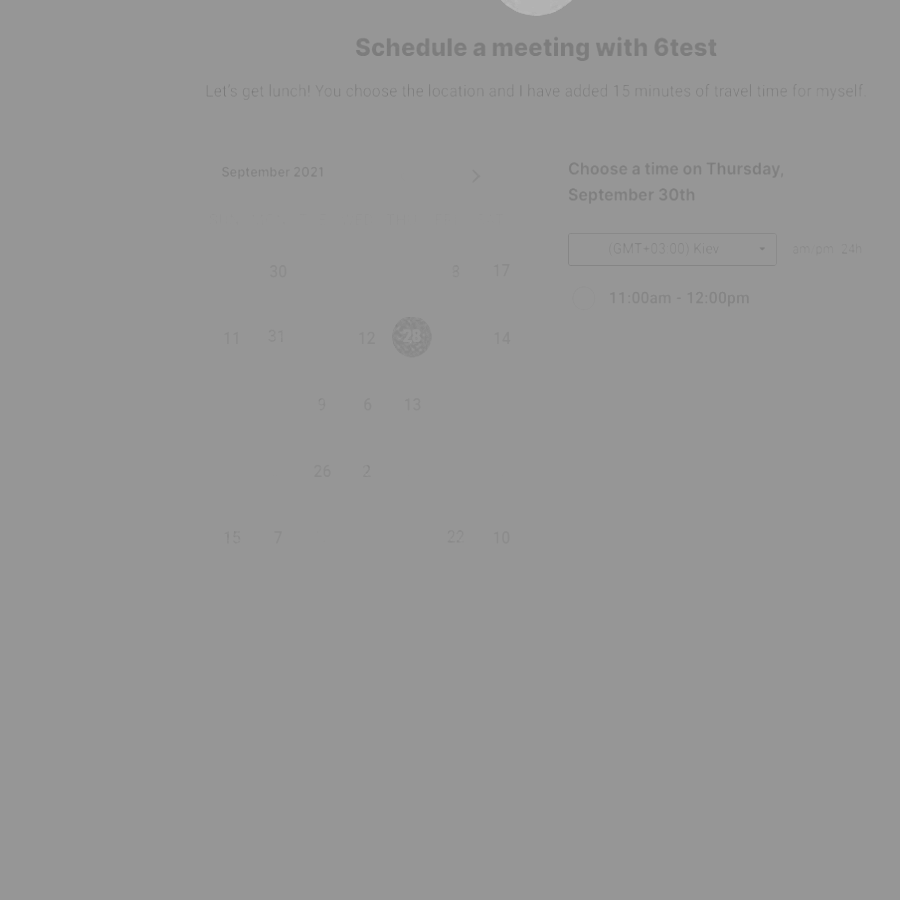 Schedule a meeting with 6test
Let's get lunch! You choose the location and I have added 15 minutes of travel time for myself
September 2021
Choose a time on Thursday,
September 30th
(GMT+03:00) Kiev
am/pm 24h
30 3 17
11:00am - 12:00pm
11 31 12 28 14
9 6 13
26 2
15 7 22 10